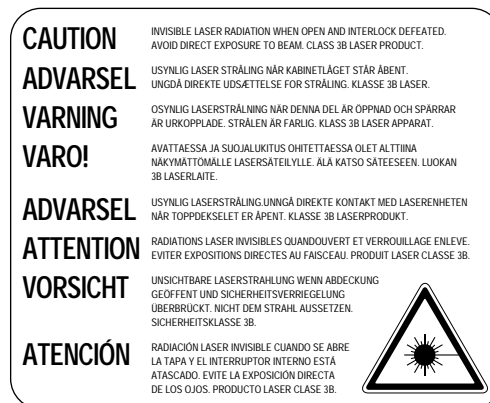 CAUTION
INVISIBLE LASER RADIATION WHEN OPEN AND INTERLOCK DEFEATED.
AVOID DIRECT EXPOSURE TO BEAM. CLASS 3B LASER PRODUCT.
ADVARSEL
USYNLIG LASER STRÅLING NÅR KABINETLÅGET STÅR ÅBENT.
UNGDÅ DIREKTE UDSÆTTELSE FOR STRÅLING. KLASSE 3B LASER.
VARNING
OSYNLIG LASERSTRÅLNING NÄR DENNA DEL ÄR ÖPPNAD OCH SPÄRRAR
ÄR URKOPPLADE. STRÅLEN ÄR FARLIG. KLASS 3B LASER APPARAT.
VARO!
AVATTAESSA JA SUOJALUKITUS OHITETTAESSA OLET ALTTIINA
NÄKYMÄTTÖMÄLLE LASERSÄTEILYLLE. ÄLÄ KATSO SÄTEESEEN. LUOKAN
3B LASERLAITE.
ADVARSEL
USYNLIG LASERSTRÅLING.UNNGÅ DIREKTE KONTAKT MED LASERENHETEN
NÅR TOPPDEKSELET ER ÅPENT. KLASSE 3B LASERPRODUKT.
ATTENTION
RADIATIONS LASER INVISIBLES QUANDOUVERT ET VERROUILLAGE ENLEVE.
EVITER EXPOSITIONS DIRECTES AU FAISCEAU. PRODUIT LASER CLASSE 3B.
VORSICHT
UNSICHTBARE LASERSTRAHLUNG WENN ABDECKUNG
GEÖFFENT UND SICHERHEITSVERRIEGELUNG
ÜBERBRÜCKT. NICHT DEM STRAHL AUSSETZEN.
SICHERHEITSKLASSE 3B.
ATENCIÓN
RADIACIÓN LASER INVISIBLE CUANDO SE ABRE
LA TAPA Y EL INTERRUPTOR INTERNO ESTÁ
ATASCADO. EVITE LA EXPOSICIÓN DIRECTA
DE LOS OJOS. PRODUCTO LASER CLASE 3B.